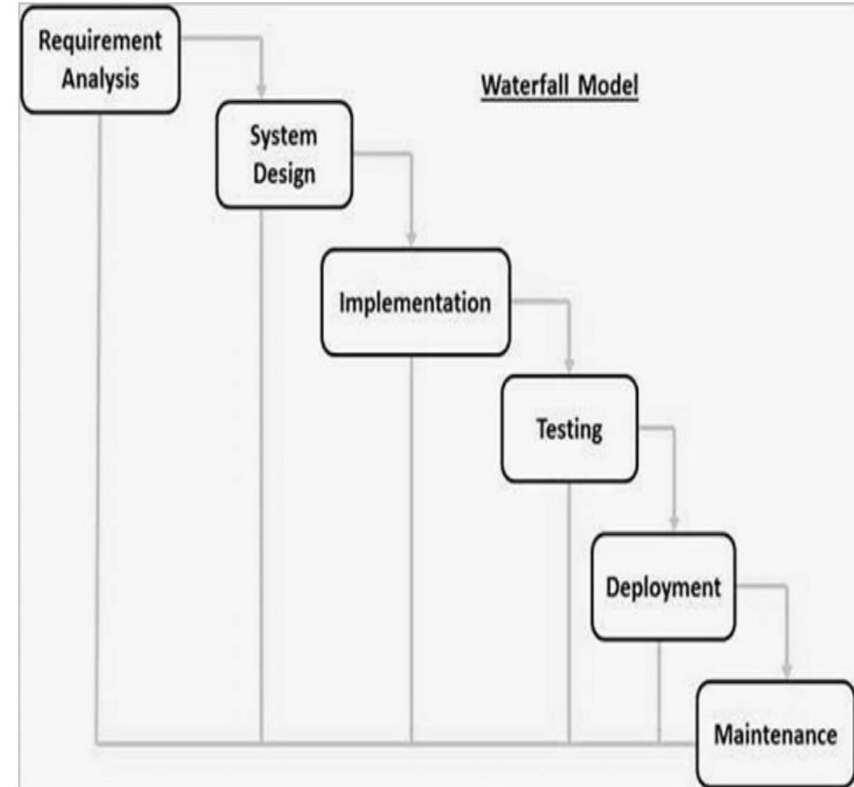 Requirement
Analysis
Waterfall Model
System
Design
Implementation
Testing
Deployment
Maintenance